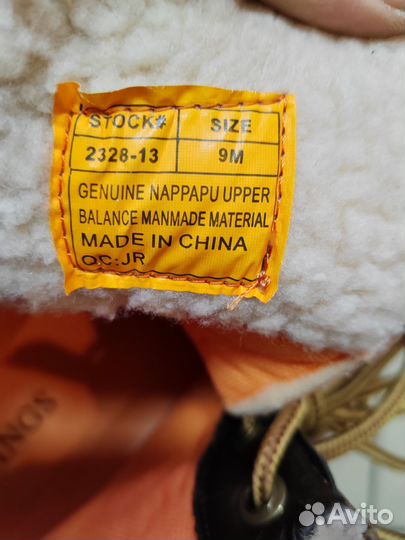 STOCK# SIZE
2328-13 9M
GENUINE NAPPAPU UPPER
BALANCE MANMADE MATERIAL
MADE IN CHINA
QC:JR
Avito